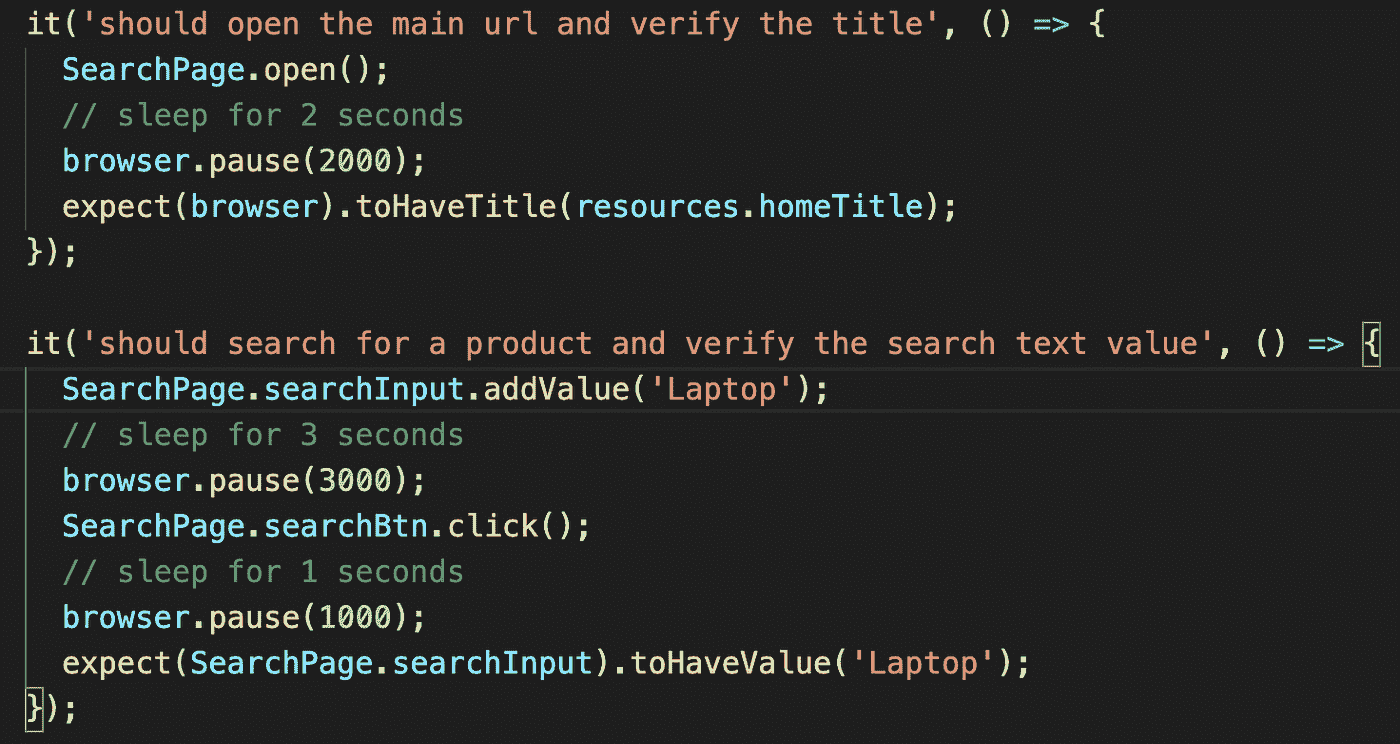 it('should open the main url and verify the title', () => {
  SearchPage.open();
  // sleep for 2 seconds
  browser.pause(2000);
  expect(browser).toHaveTitle(resources.homeTitle);
});

it('should search for a product and verify the search text value', () => {
  SearchPage.searchInput.addValue('Laptop');
  // sleep for 3 seconds
  browser.pause(3000);
  SearchPage.searchBtn.click();
  // sleep for 1 seconds
  browser.pause(1000);
  expect(SearchPage.searchInput).toHaveValue('Laptop');
});